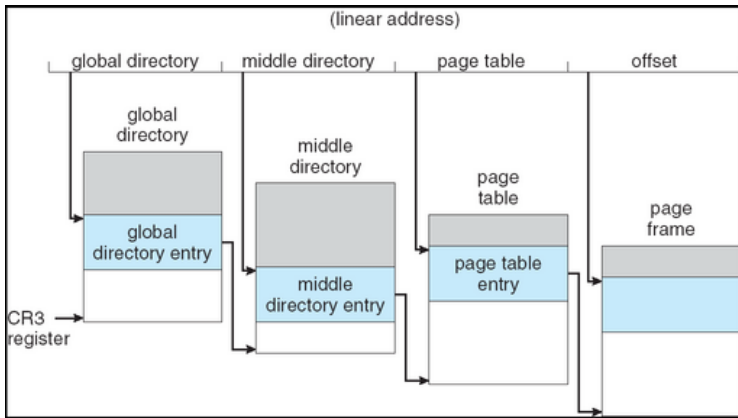 (linear address)
global directory
middle directory
page table
offset
global
directory
middle
directory
page
table
page
frame
global
directory entry
middle
directory entry
page table
entry
CR3
register